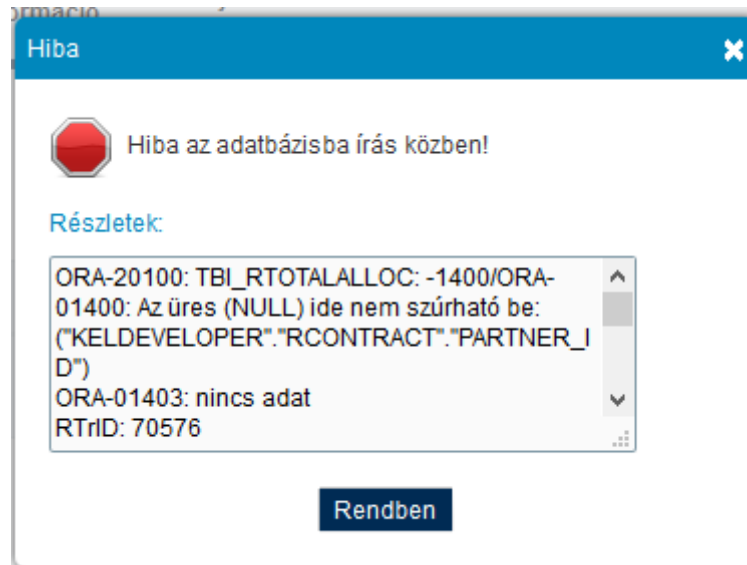 Hiba
Hiba az adatbázisba írás közben!
Részletek:
ORA-20100: TBI_RTOTALALLOC: -1400/ORA-
01400: Az üres (NULL) ide nem szúrható be:
("KELDEVELOPER"."RCONTRACT"."PARTNER_I
D")
ORA-01403: nincs adat
RTrID: 70576
Rendben